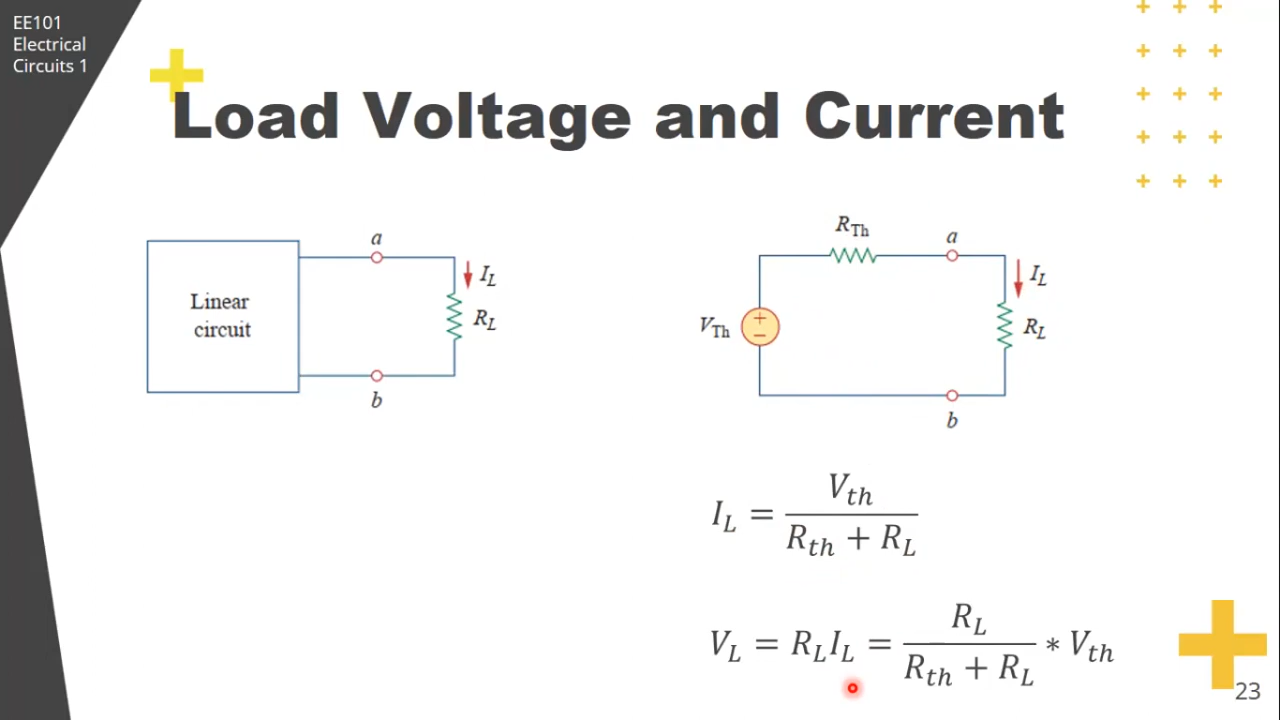 EE101
Electrical
Circuits 1
Load Voltage and Current
a
I_L
Linear
circuit
R_L
b
R_Th
a
I_L
V_Th
+
−
R_L
b
I_L = V_th / (R_th + R_L)
V_L = R_L I_L = R_L / (R_th + R_L) * V_th
23